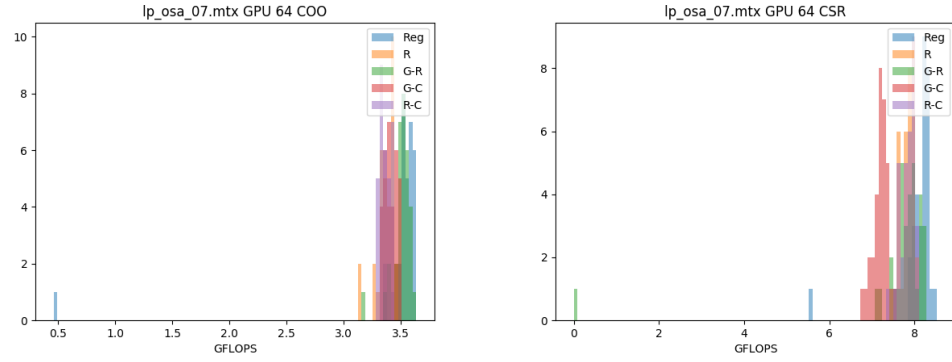 lp_osa_07.mtx GPU 64 COO
10
8
6
4
2
0
0.5 1.0 1.5 2.0 2.5 3.0 3.5
GFLOPS
Reg
R
G-R
G-C
R-C
lp_osa_07.mtx GPU 64 CSR
8
6
4
2
0
0 2 4 6 8
GFLOPS
Reg
R
G-R
G-C
R-C